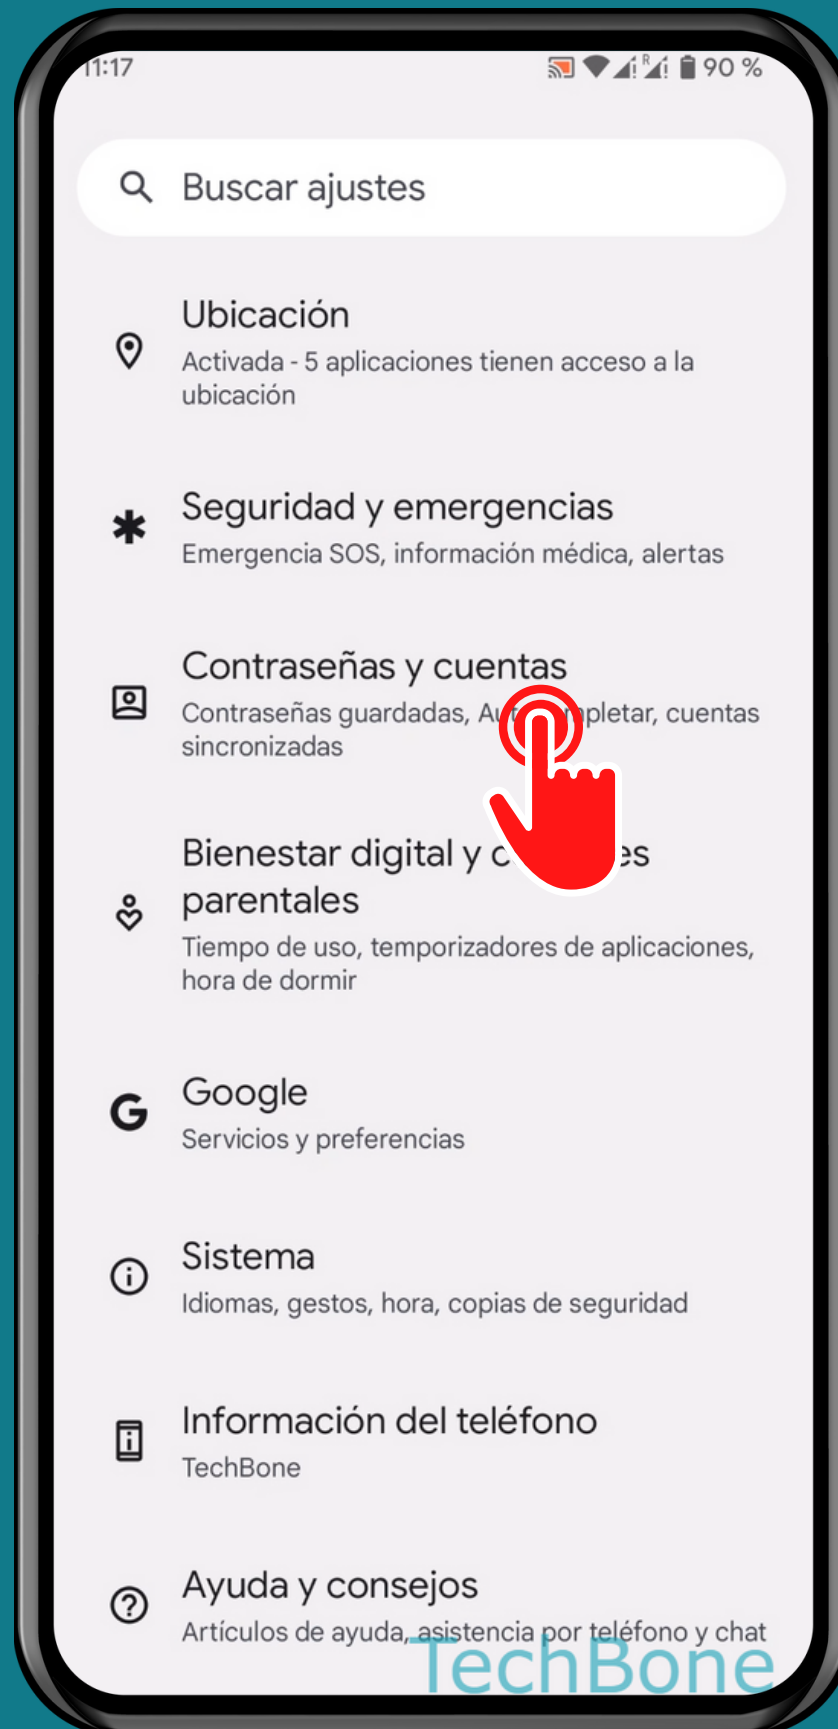 11:17 R 90 %
Buscar ajustes
Ubicación
Activada - 5 aplicaciones tienen acceso a la
ubicación
Seguridad y emergencias
Emergencia SOS, información médica, alertas
Contraseñas y cuentas
Contraseñas guardadas, cuentas
sincronizadas
Bienestar digital y
parentales
Tiempo de uso, temporizadores de aplicaciones,
hora de dormir
G Google
Servicios y preferencias
Sistema
Idiomas, gestos, hora, copias de seguridad
Información del teléfono
TechBone
Ayuda y consejos
Artículos de ayuda, asistencia por teléfono y chat
TechBone